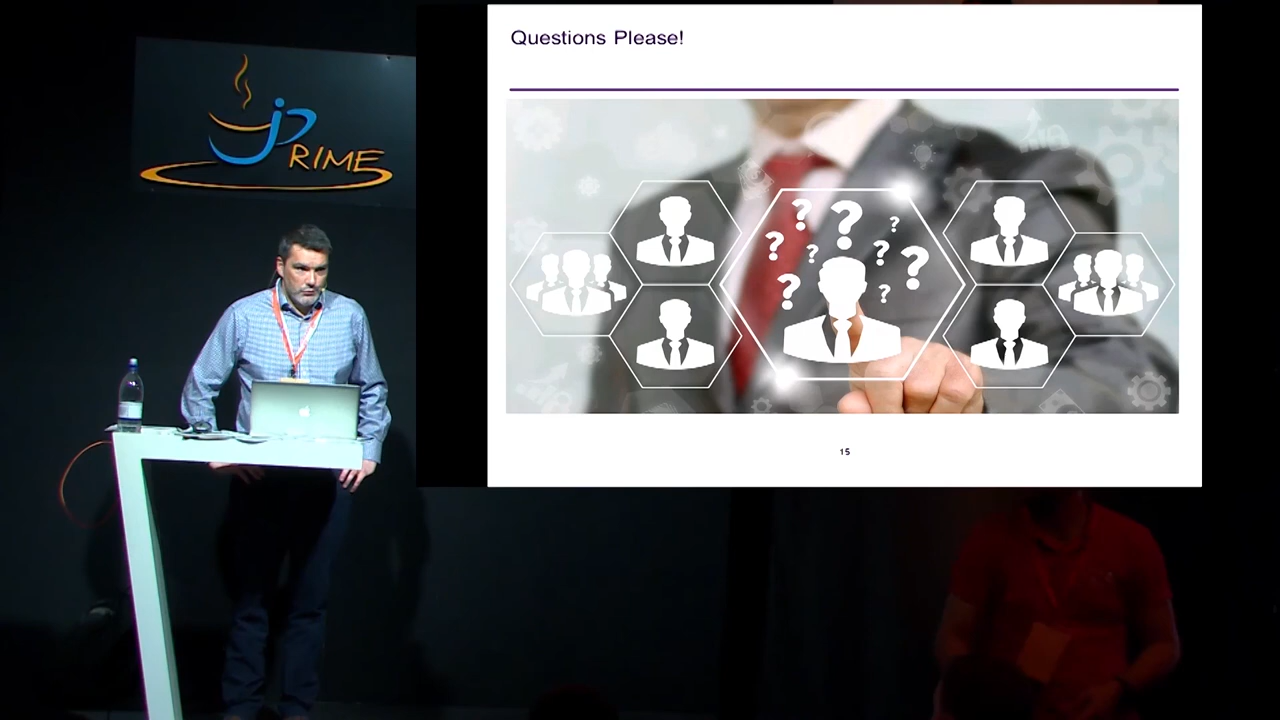 JPRIME
Questions Please!
? ? ? ? ? ? ? ? ? ?
15